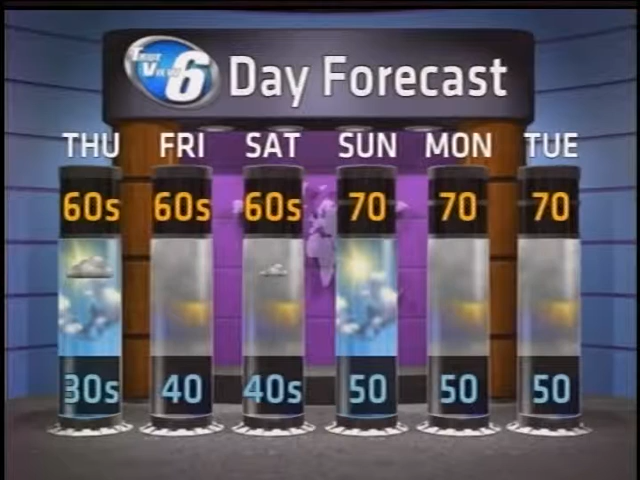 TRUE VIEW 6 Day Forecast
THU FRI SAT SUN MON TUE
60s 60s 60s 70 70 70
30s 40 40s 50 50 50